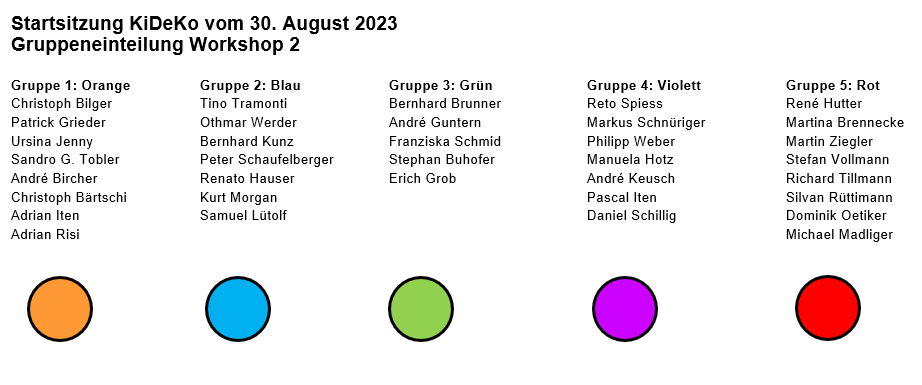 Startsitzung KiDeKo vom 30. August 2023
Gruppeneinteilung Workshop 2
Gruppe 1: Orange
Christoph Bilger
Patrick Grieder
Ursina Jenny
Sandro G. Tobler
André Bircher
Christoph Bärtschi
Adrian Iten
Adrian Risi
Gruppe 2: Blau
Tino Tramonti
Othmar Werder
Bernhard Kunz
Peter Schaufelberger
Renato Hauser
Kurt Morgan
Samuel Lütolf
Gruppe 3: Grün
Bernhard Brunner
André Guntern
Franziska Schmid
Stephan Buhofer
Erich Grob
Gruppe 4: Violett
Reto Spiess
Markus Schnüriger
Philipp Weber
Manuela Hotz
André Keusch
Pascal Iten
Daniel Schillig
Gruppe 5: Rot
René Hutter
Martina Brennecke
Martin Ziegler
Stefan Vollmann
Richard Tillmann
Silvan Rüttimann
Dominik Oetiker
Michael Madliger